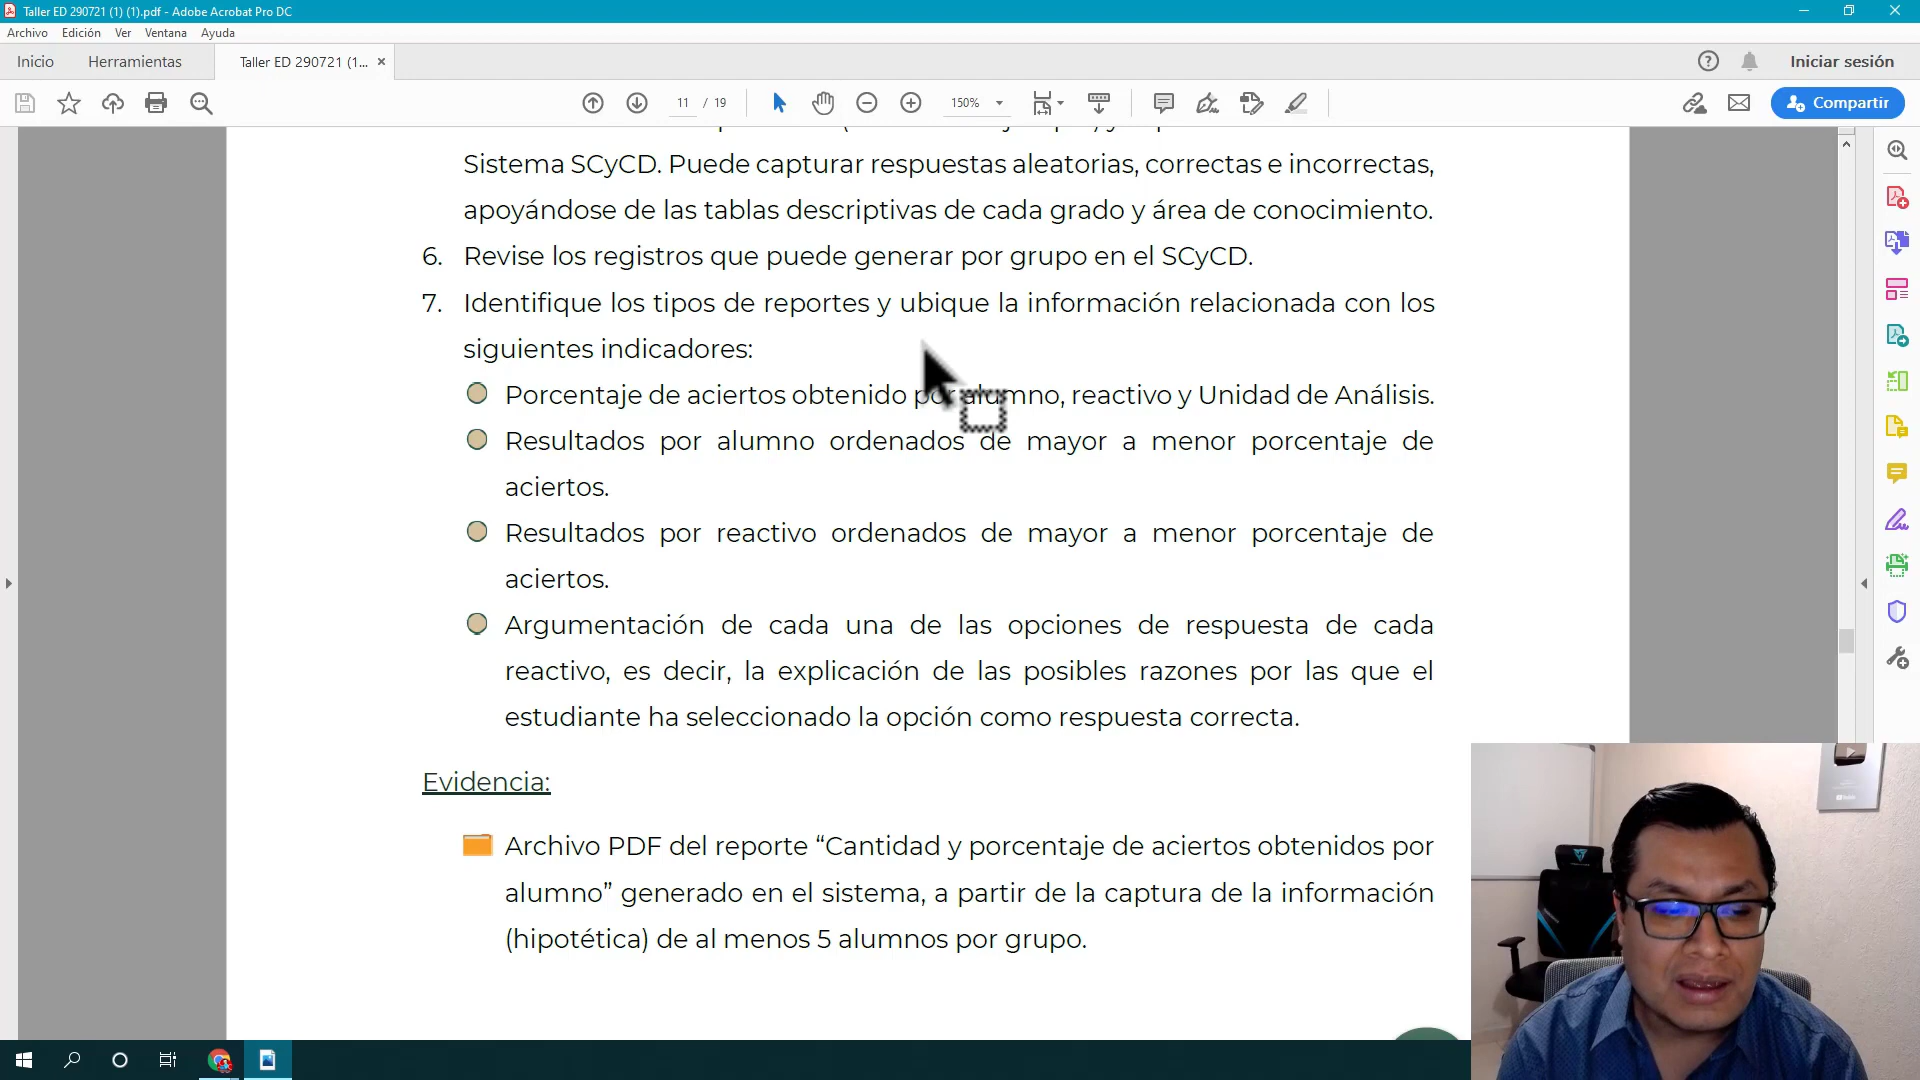 Taller ED 290721 (1) (1).pdf - Adobe Acrobat Pro DC
Archivo Edición Ver Ventana Ayuda
Inicio Herramientas Taller ED 290721 (1... × Iniciar sesión
11 / 19 150% Compartir
Sistema SCyCD. Puede capturar respuestas aleatorias, correctas e incorrectas,
apoyándose de las tablas descriptivas de cada grado y área de conocimiento.
6. Revise los registros que puede generar por grupo en el SCyCD.
7. Identifique los tipos de reportes y ubique la información relacionada con los
siguientes indicadores:
Porcentaje de aciertos obtenido por alumno, reactivo y Unidad de Análisis.
Resultados por alumno ordenados de mayor a menor porcentaje de
aciertos.
Resultados por reactivo ordenados de mayor a menor porcentaje de
aciertos.
Argumentación de cada una de las opciones de respuesta de cada
reactivo, es decir, la explicación de las posibles razones por las que el
estudiante ha seleccionado la opción como respuesta correcta.
Evidencia:
Archivo PDF del reporte “Cantidad y porcentaje de aciertos obtenidos por
alumno” generado en el sistema, a partir de la captura de la información
(hipotética) de al menos 5 alumnos por grupo.